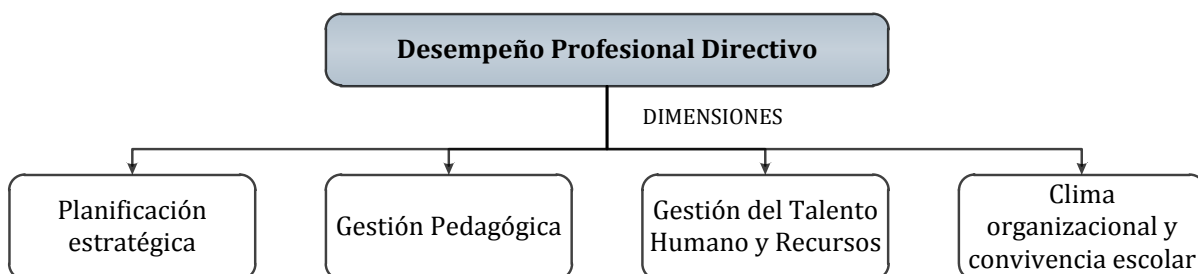 Desempeño Profesional Directivo
DIMENSIONES
Planificación
estratégica
Gestión Pedagógica
Gestión del Talento
Humano y Recursos
Clima
organizacional y
convivencia escolar